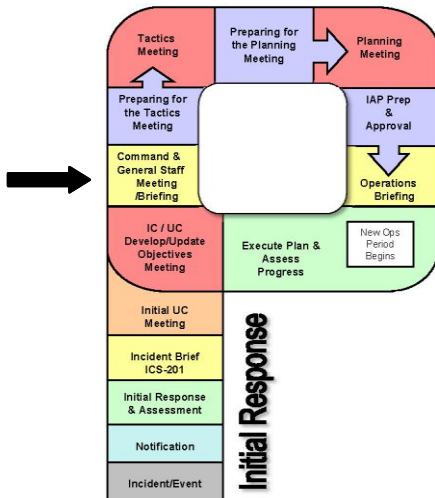 Tactics
Meeting
Preparing for
the Planning
Meeting
Planning
Meeting
Preparing for
the Tactics
Meeting
IAP Prep
&
Approval
Command &
General Staff
Meeting
/Briefing
Operations
Briefing
IC / UC
Develop/Update
Objectives
Meeting
Execute Plan &
Assess
Progress
New Ops
Period
Begins
Initial UC
Meeting
Incident Brief
ICS-201
Initial Response
& Assessment
Notification
Incident/Event
Initial Response